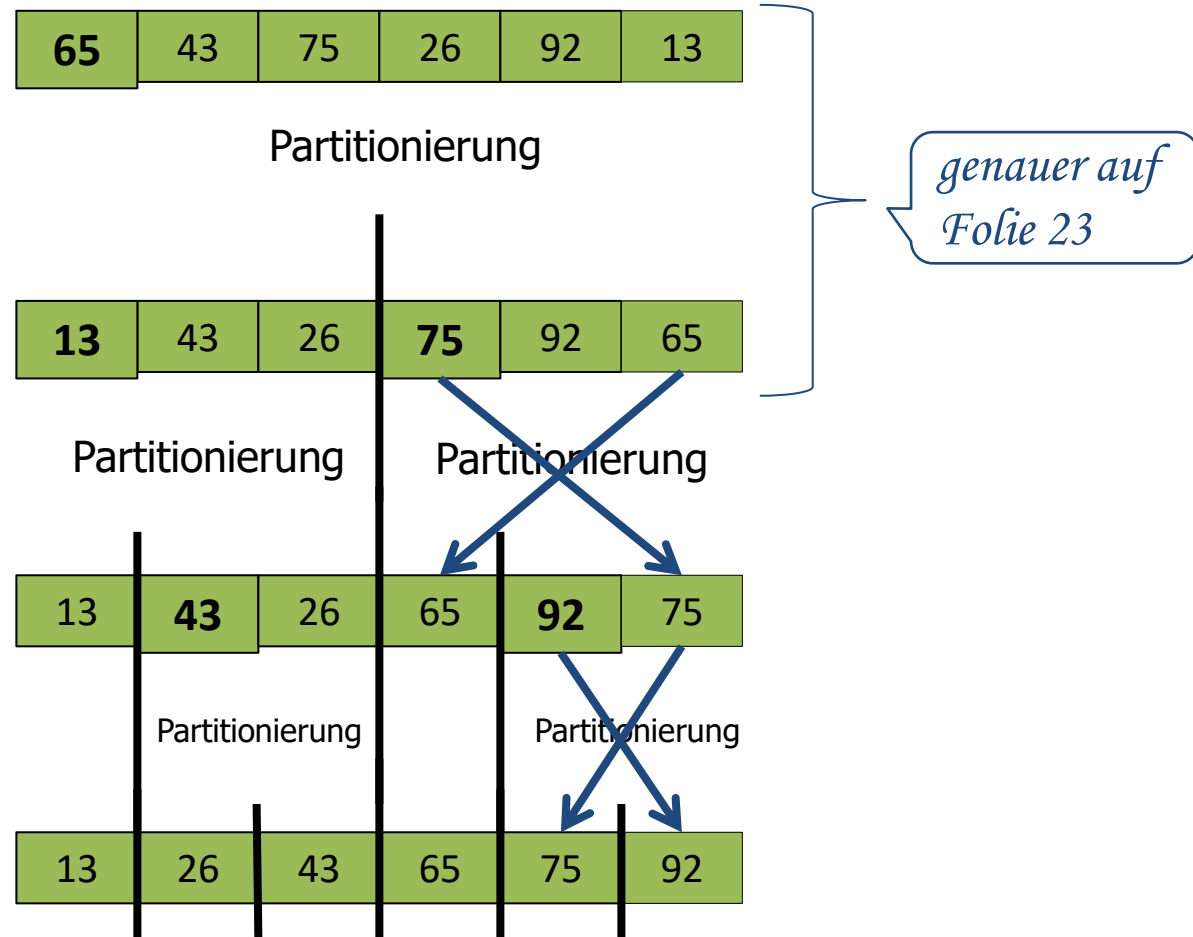 65 43 75 26 92 13
Partitionierung
genauer auf
Folie 23
13 43 26 75 92 65
Partitionierung Partitionierung
13 43 26 65 92 75
Partitionierung Partitionierung
13 26 43 65 75 92